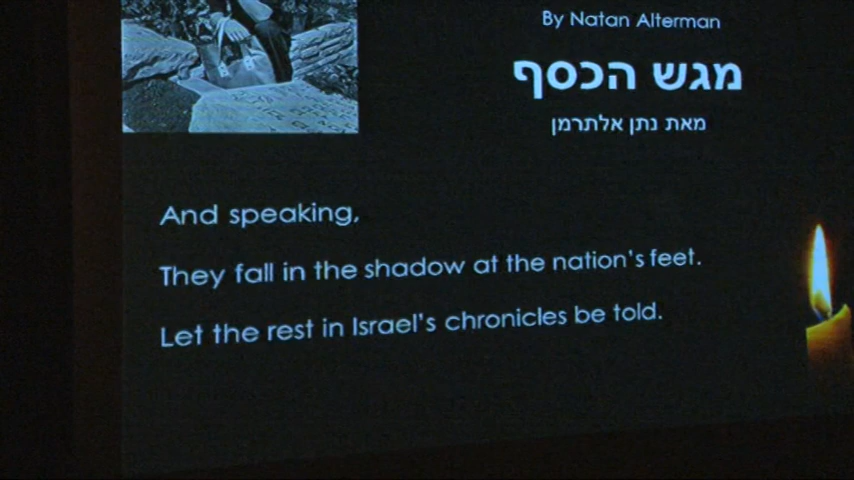 By Natan Alterman
מגש הכסף
מאת נתן אלתרמן
And speaking,
They fall in the shadow at the nation's feet.
Let the rest in Israel's chronicles be told.